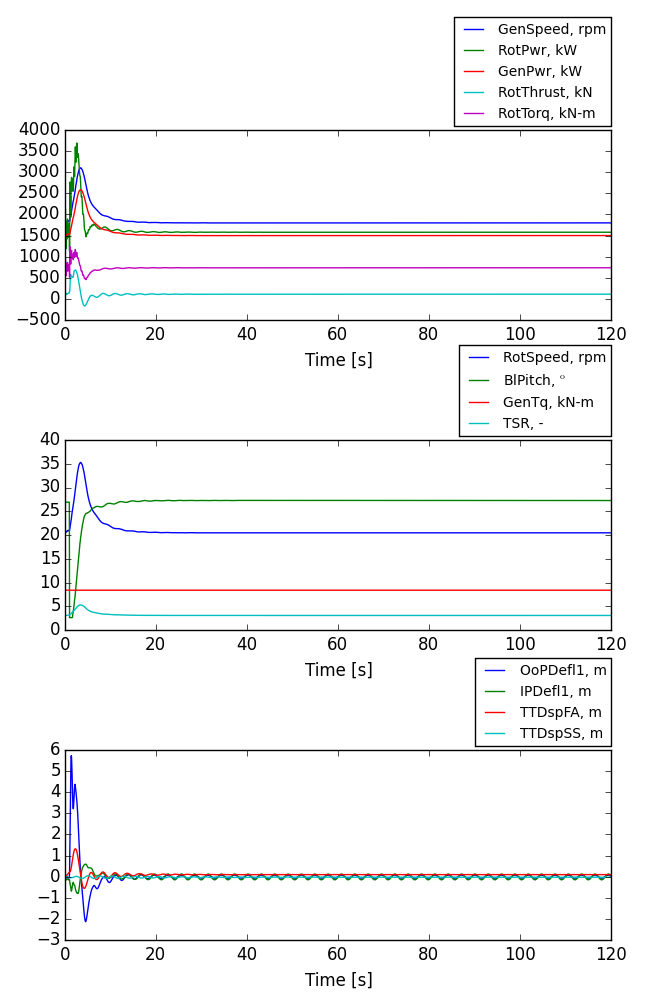 GenSpeed, rpm
RotPwr, kW
GenPwr, kW
RotThrust, kN
RotTorq, kN-m
4000
3500
3000
2500
2000
1500
1000
500
0
−500
0 20 40 60 80 100 120
Time [s]
RotSpeed, rpm
BlPitch, °
GenTq, kN-m
TSR, -
40
35
30
25
20
15
10
5
0
0 20 40 60 80 100 120
Time [s]
OoPDefl1, m
IPDefl1, m
TTDspFA, m
TTDspSS, m
6
5
4
3
2
1
0
−1
−2
−3
0 20 40 60 80 100 120
Time [s]